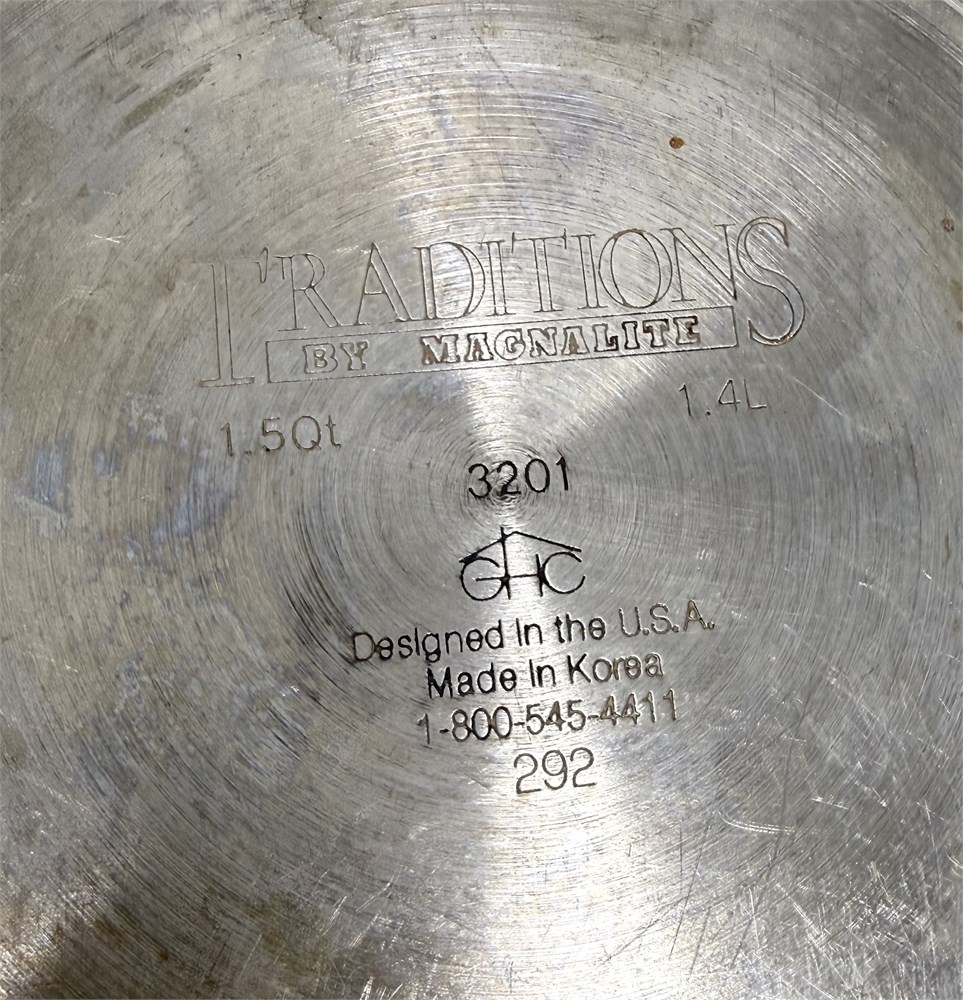 TRADITIONS
BY MAGNALITE
1.5Qt 1.4L
3201
GHC
Designed in the U.S.A.
Made in Korea
1-800-545-4411
292